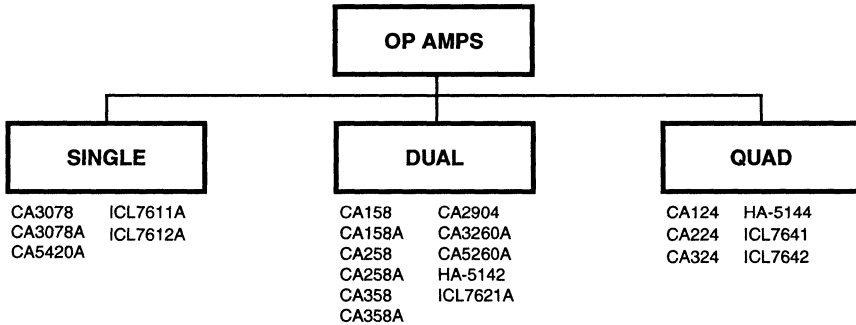 OP AMPS
SINGLE
CA3078 ICL7611A
CA3078A ICL7612A
CA5420A
DUAL
CA158 CA2904
CA158A CA3260A
CA258 CA5260A
CA258A HA-5142
CA358 ICL7621A
CA358A
QUAD
CA124 HA-5144
CA224 ICL7641
CA324 ICL7642